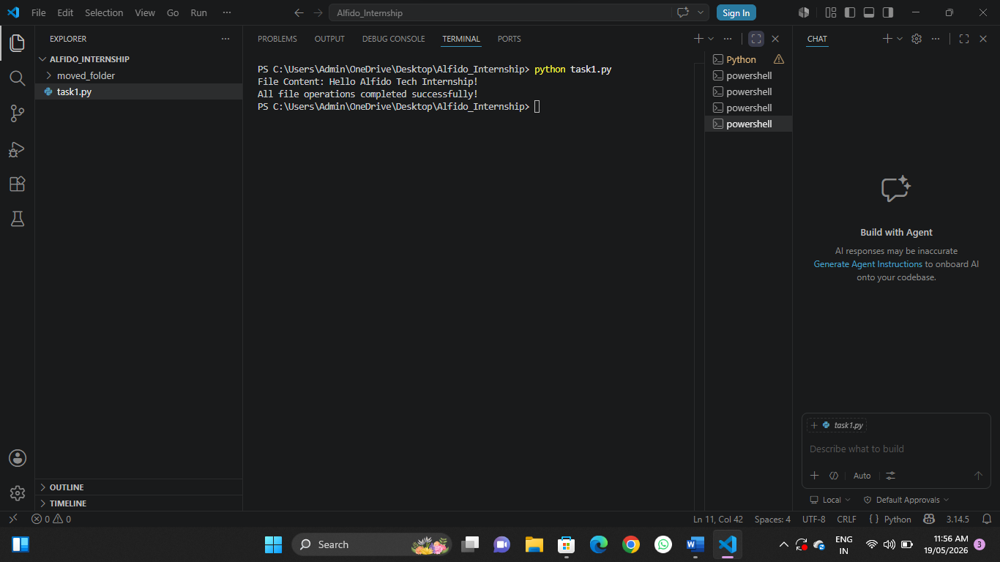 File Edit Selection View Go Run ···
Alfido_Internship
Sign In
EXPLORER ···
ALFIDO_INTERNSHIP
moved_folder
task1.py
OUTLINE
TIMELINE
PROBLEMS OUTPUT DEBUG CONSOLE TERMINAL PORTS
PS C:\Users\Admin\OneDrive\Desktop\Alfido_Internship> python task1.py
File Content: Hello Alfido Tech Internship!
All file operations completed successfully!
PS C:\Users\Admin\OneDrive\Desktop\Alfido_Internship>
Python
powershell
powershell
powershell
powershell
CHAT
Build with Agent
AI responses may be inaccurate
Generate Agent Instructions to onboard AI
onto your codebase.
task1.py
Describe what to build
Auto
Local Default Approvals
0 0
Ln 11, Col 42 Spaces: 4 UTF-8 CRLF {} Python 3.14.5
Search
ENG
IN
11:56 AM
19/05/2026
3